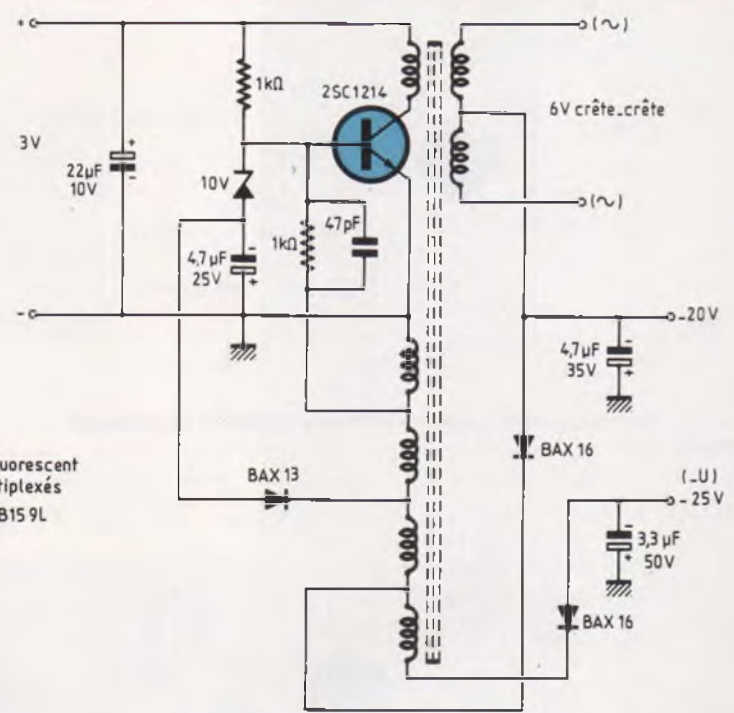 +
(~)
1kΩ
2SC1214
6V crête_crête
3V
+
22μF
10V
-
10V
1kΩ
47pF
(~)
4,7μF
25V
-
+
-
-20V
4,7μF
35V
-
+
uorescent
tiplexés
B15 9L
BAX 13
BAX 16
(-U)
-25V
-
3,3μF
50V
+
BAX 16